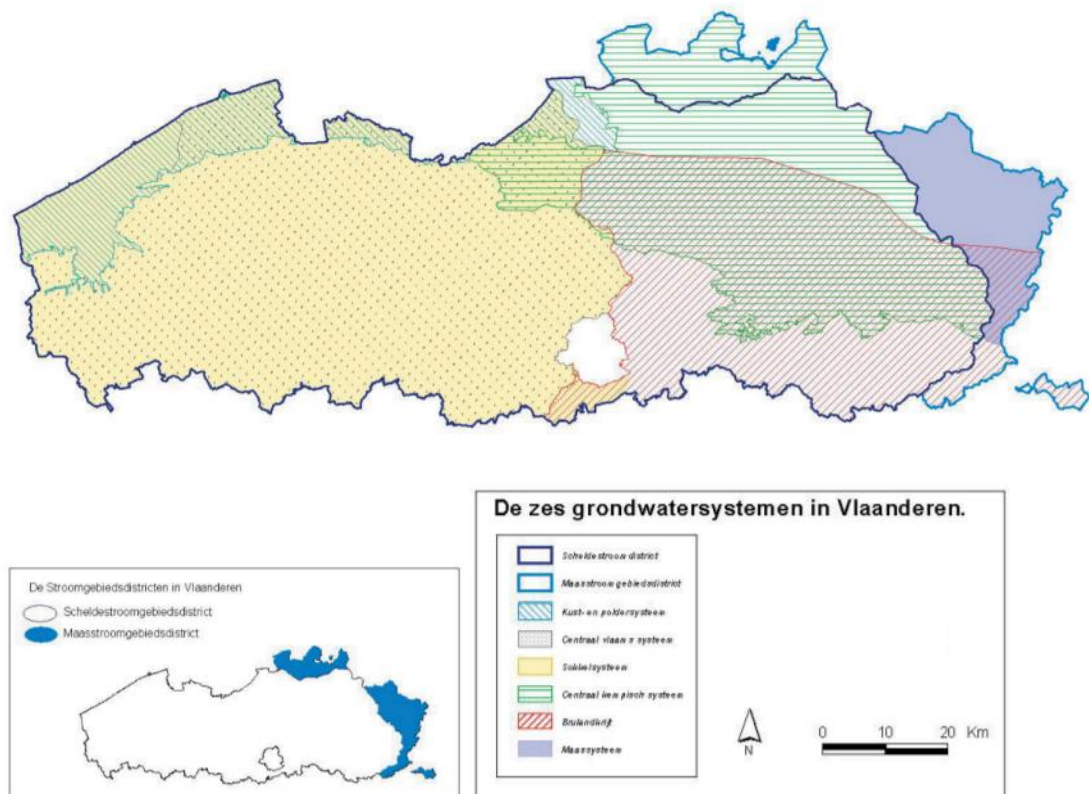 De zes grondwatersystemen in Vlaanderen.
Scheldestroomdistrict
Maasstroomgebiedsdistrict
Kust- en poldersysteem
Centraal vlaams systeem
Sokkelsysteem
Centraal kempisch systeem
Brulandkrijt
Maassysteem
N
0 10 20 Km
De Stroomgebiedsdistricten in Vlaanderen
Scheldestroomgebiedsdistrict
Maasstroomgebiedsdistrict